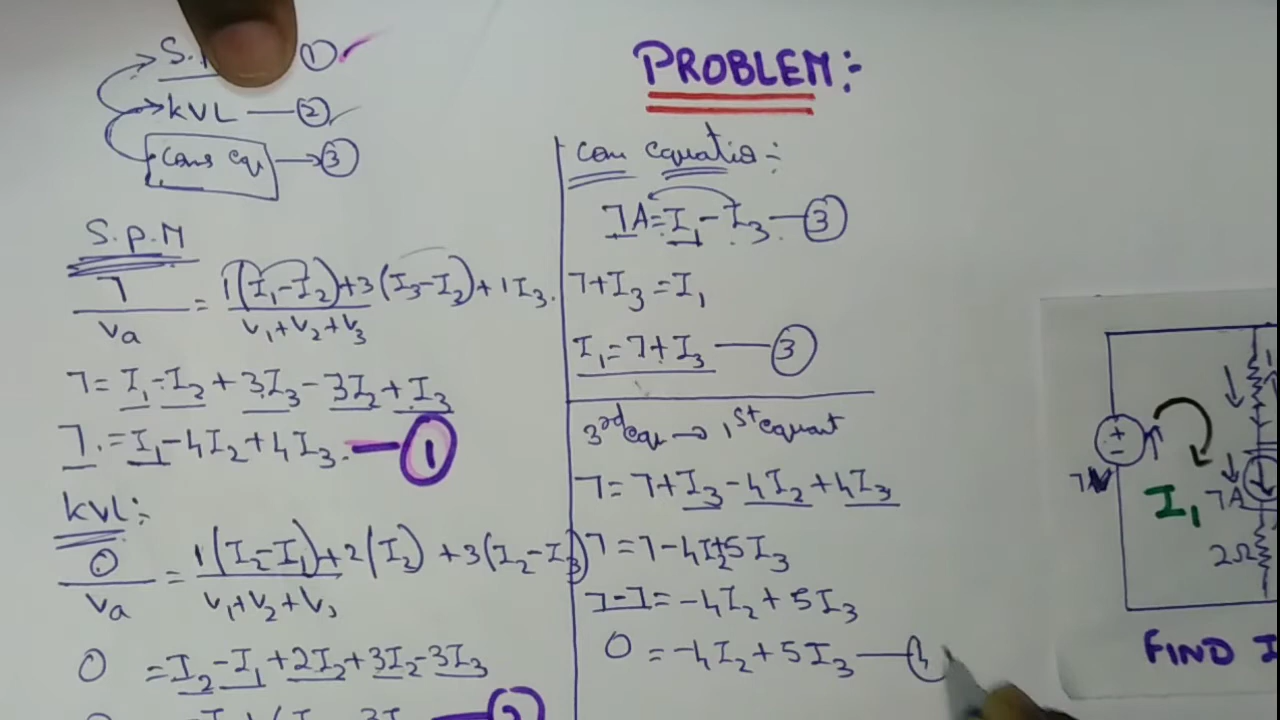 ①
KVL — ②
Cons eq → ③
S.P.M
7/Va = 1(I₁-I₂)+3(I₃-I₂)+1I₃. / V₁+V₂+V₃
7 = I₁-I₂+3I₃-3I₂+I₃
7.=I₁-4I₂+4I₃. — ①
KVL:-
0/Va = 1(I₂-I₁)+2(I₂)+3(I₂-I₃) / V₁+V₂+V₃
0 = I₂-I₁+2I₂+3I₂-3I₃
PROBLEM:-
Con equatio:-
7A=I₁-I₃ — ③
7+I₃=I₁
I₁=7+I₃ — ③
3rd equ → 1st equant
7=7+I₃-4I₂+4I₃
7=7-4I₂+5I₃
7-7=-4I₂+5I₃
0=-4I₂+5I₃ — 4
+
-
I₁
7A
2Ω
FIND I